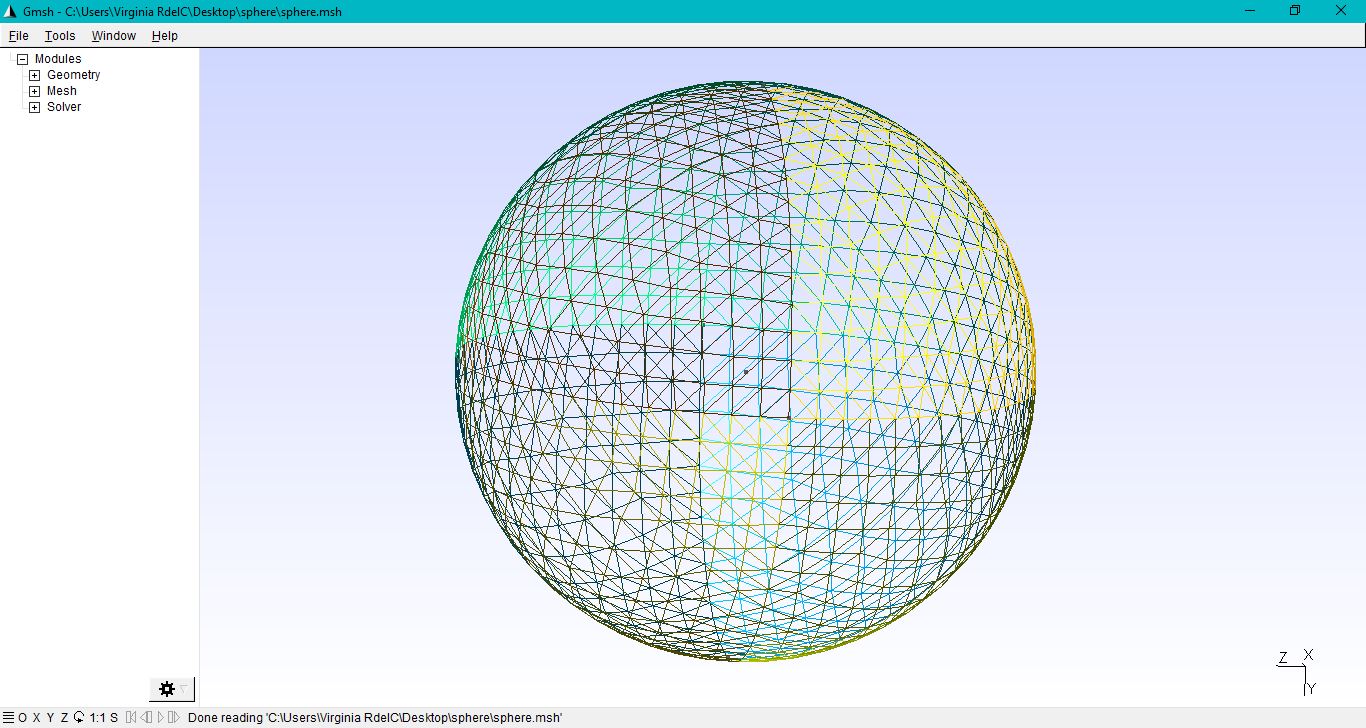 Gmsh - C:\Users\Virginia RdelC\Desktop\sphere\sphere.msh
File Tools Window Help
Modules
Geometry
Mesh
Solver
Z X
Y
O X Y Z 1:1 S Done reading 'C:\Users\Virginia RdelC\Desktop\sphere\sphere.msh'